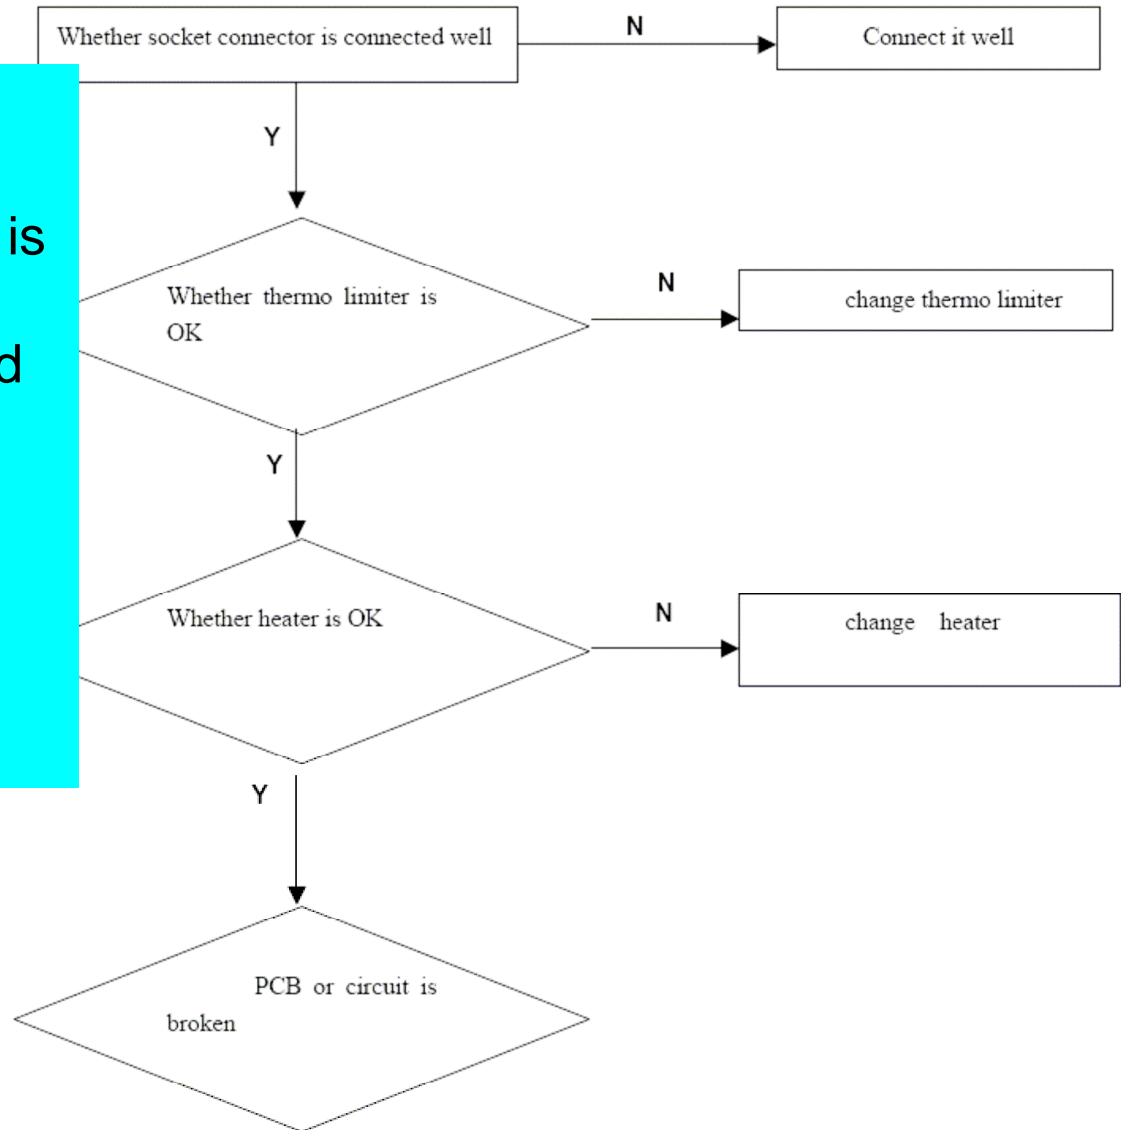 Whether socket connector is connected well
N
Connect it well
Y
is
Whether thermo limiter is
OK
N
change thermo limiter
Y
Whether heater is OK
N
change heater
Y
PCB or circuit is
broken